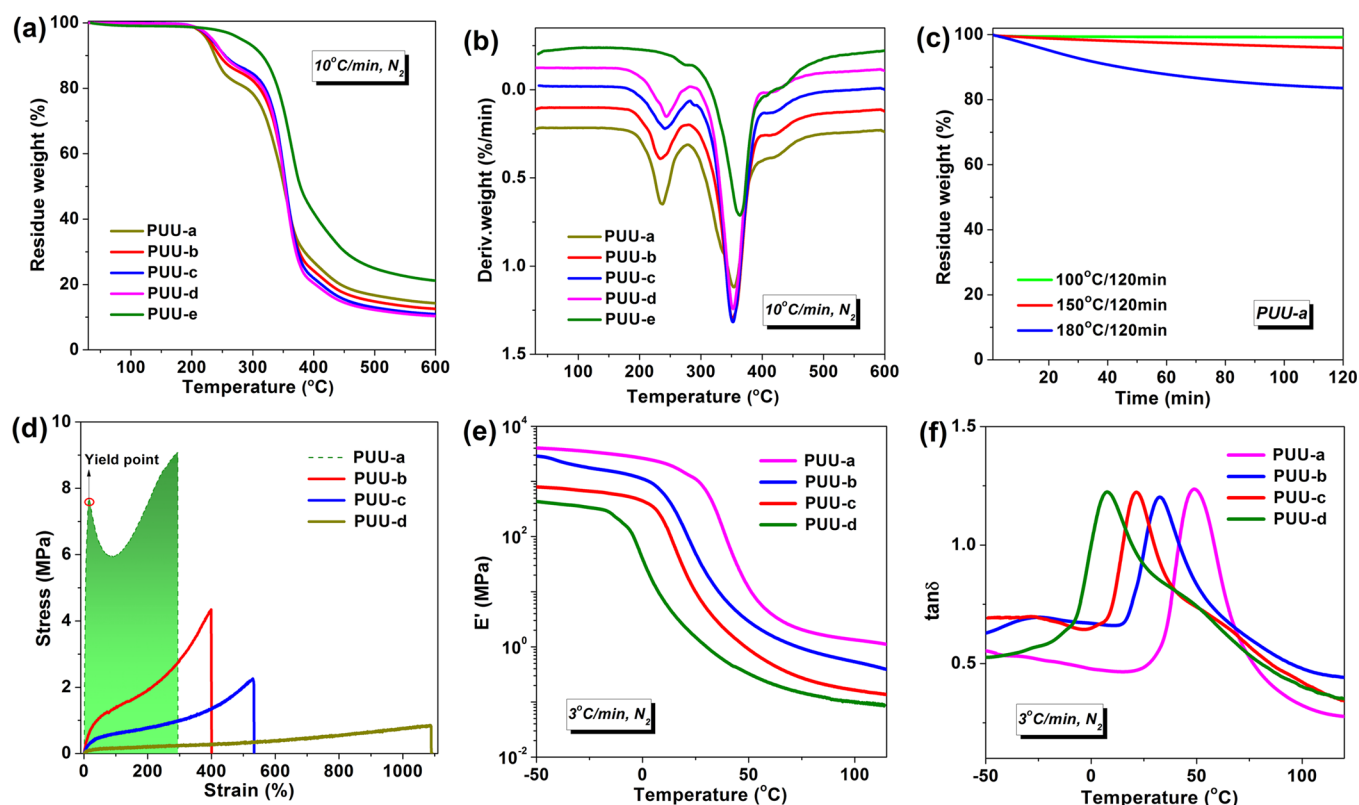 (a)
100
80
60
40
20
0
Residue weight (%)
10°C/min, N₂
PUU-a
PUU-b
PUU-c
PUU-d
PUU-e
100
200
300
400
500
600
Temperature (°C)
(b)
0.0
0.5
1.0
1.5
Deriv.weight (%/min)
PUU-a
PUU-b
PUU-c
PUU-d
PUU-e
10°C/min, N₂
100
200
300
400
500
600
Temperature (°C)
(c)
100
80
60
40
20
0
Residue weight (%)
100°C/120min
150°C/120min
180°C/120min
PUU-a
20
40
60
80
100
120
Time (min)
(d)
10
8
6
4
2
0
Stress (MPa)
Yield point
PUU-a
PUU-b
PUU-c
PUU-d
0
200
400
600
800
1000
Strain (%)
(e)
10⁴
10³
10²
10¹
10⁰
10⁻¹
10⁻²
E' (MPa)
PUU-a
PUU-b
PUU-c
PUU-d
3°C/min, N₂
-50
0
50
100
Temperature (°C)
(f)
1.5
1.0
0.5
tanδ
PUU-a
PUU-b
PUU-c
PUU-d
3°C/min, N₂
-50
0
50
100
Temperature (°C)